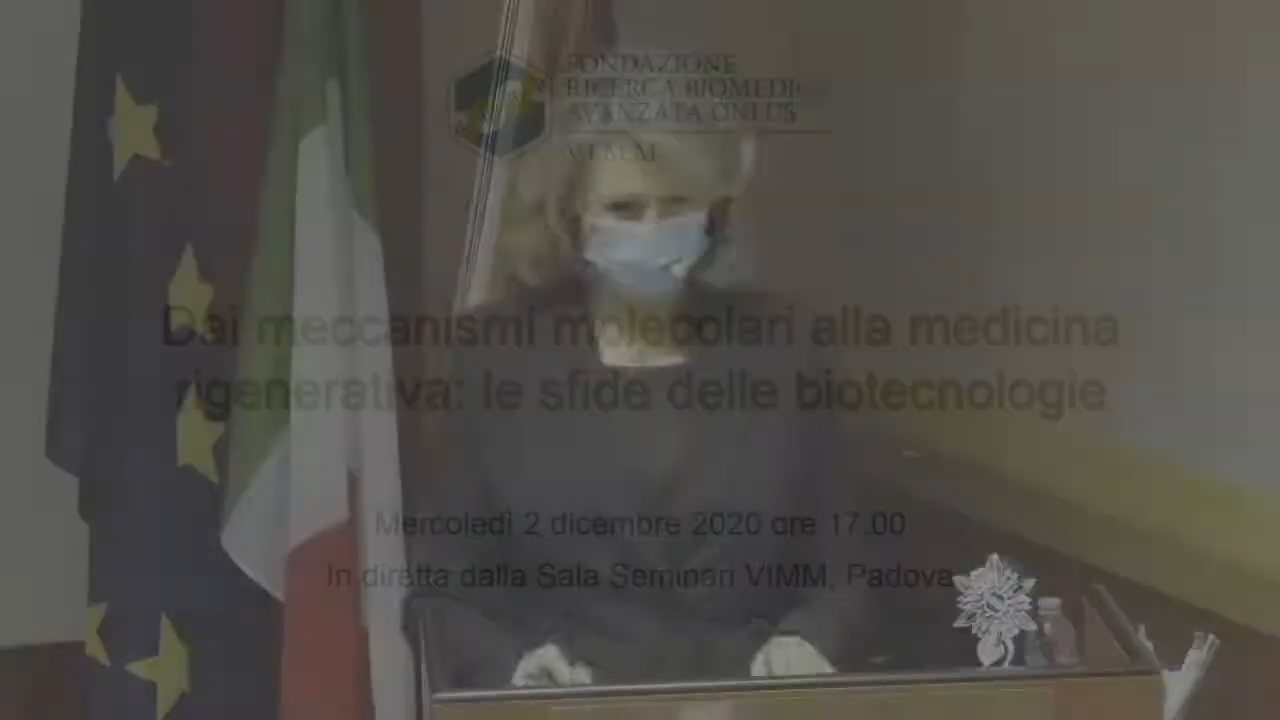 FONDAZIONE
RICERCA BIOMEDICA
AVANZATA ONLUS
V.I.M.M.
Dai meccanismi molecolari alla medicina
rigenerativa: le sfide delle biotecnologie
Mercoledì 2 dicembre 2020 ore 17.00
In diretta dalla Sala Seminari VIMM, Padova